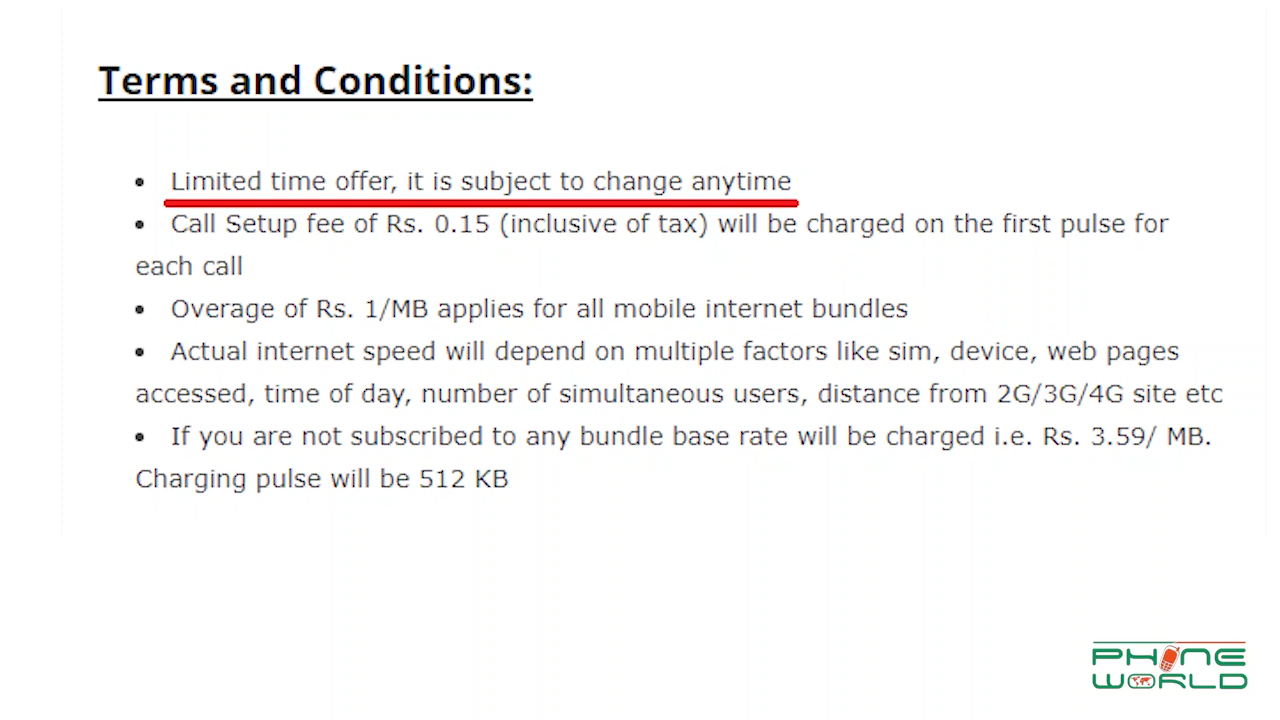 Terms and Conditions:
• Limited time offer, it is subject to change anytime
• Call Setup fee of Rs. 0.15 (inclusive of tax) will be charged on the first pulse for
each call
• Overage of Rs. 1/MB applies for all mobile internet bundles
• Actual internet speed will depend on multiple factors like sim, device, web pages
accessed, time of day, number of simultaneous users, distance from 2G/3G/4G site etc
• If you are not subscribed to any bundle base rate will be charged i.e. Rs. 3.59/ MB.
Charging pulse will be 512 KB
PHONE
WORLD